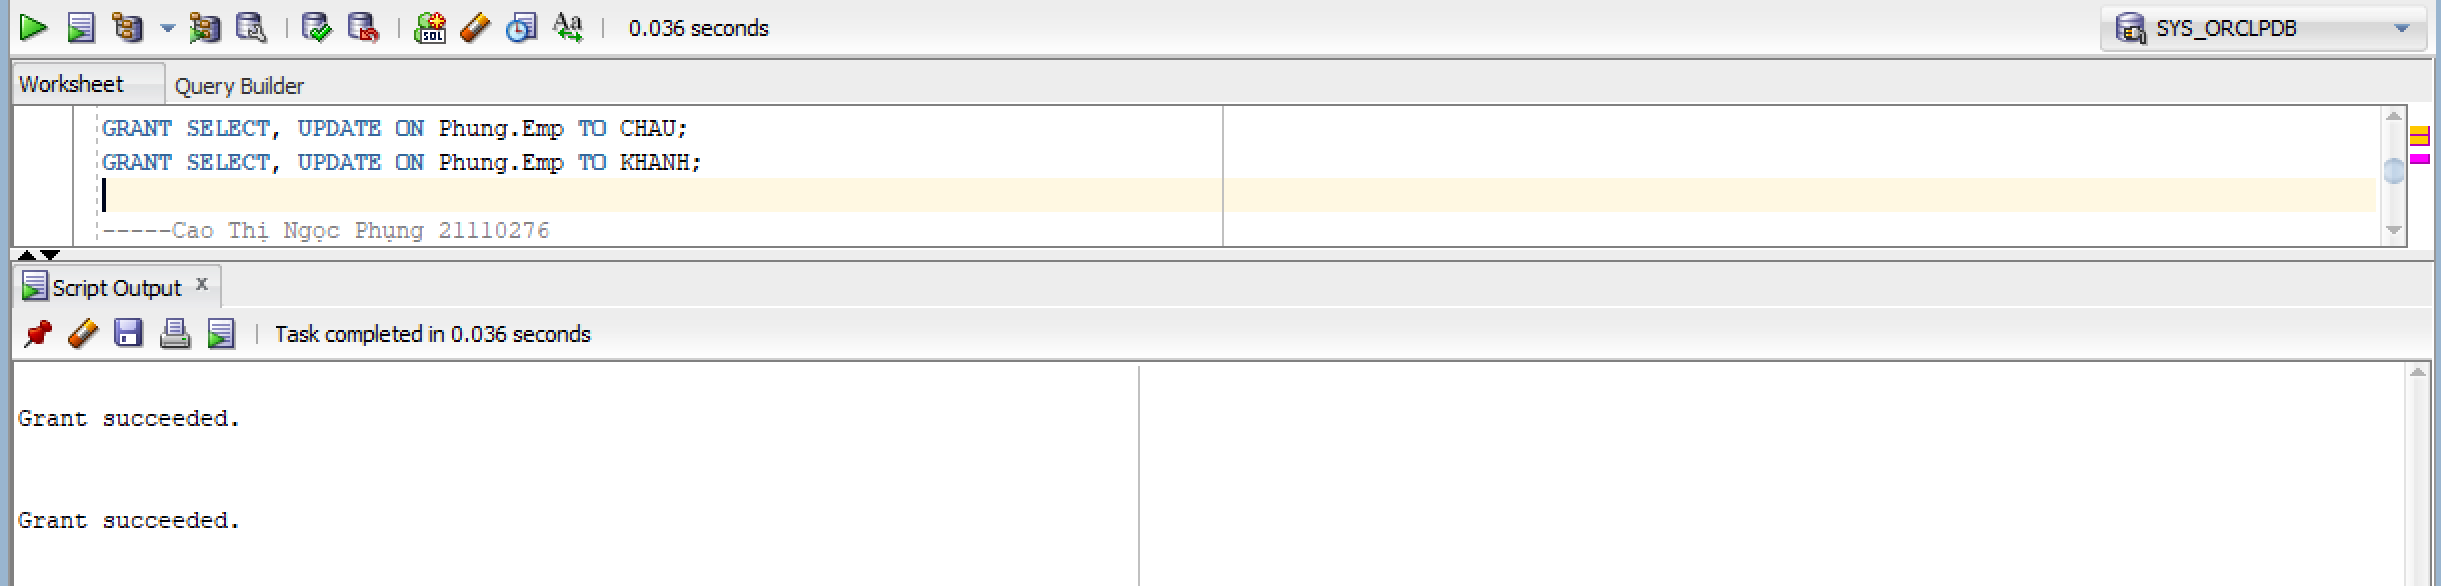 0.036 seconds
SYS_ORCLPDB
Worksheet
Query Builder
GRANT SELECT, UPDATE ON Phung.Emp TO CHAU;
GRANT SELECT, UPDATE ON Phung.Emp TO KHANH;
-----Cao Thị Ngọc Phụng 21110276
Script Output x
Task completed in 0.036 seconds
Grant succeeded.
Grant succeeded.